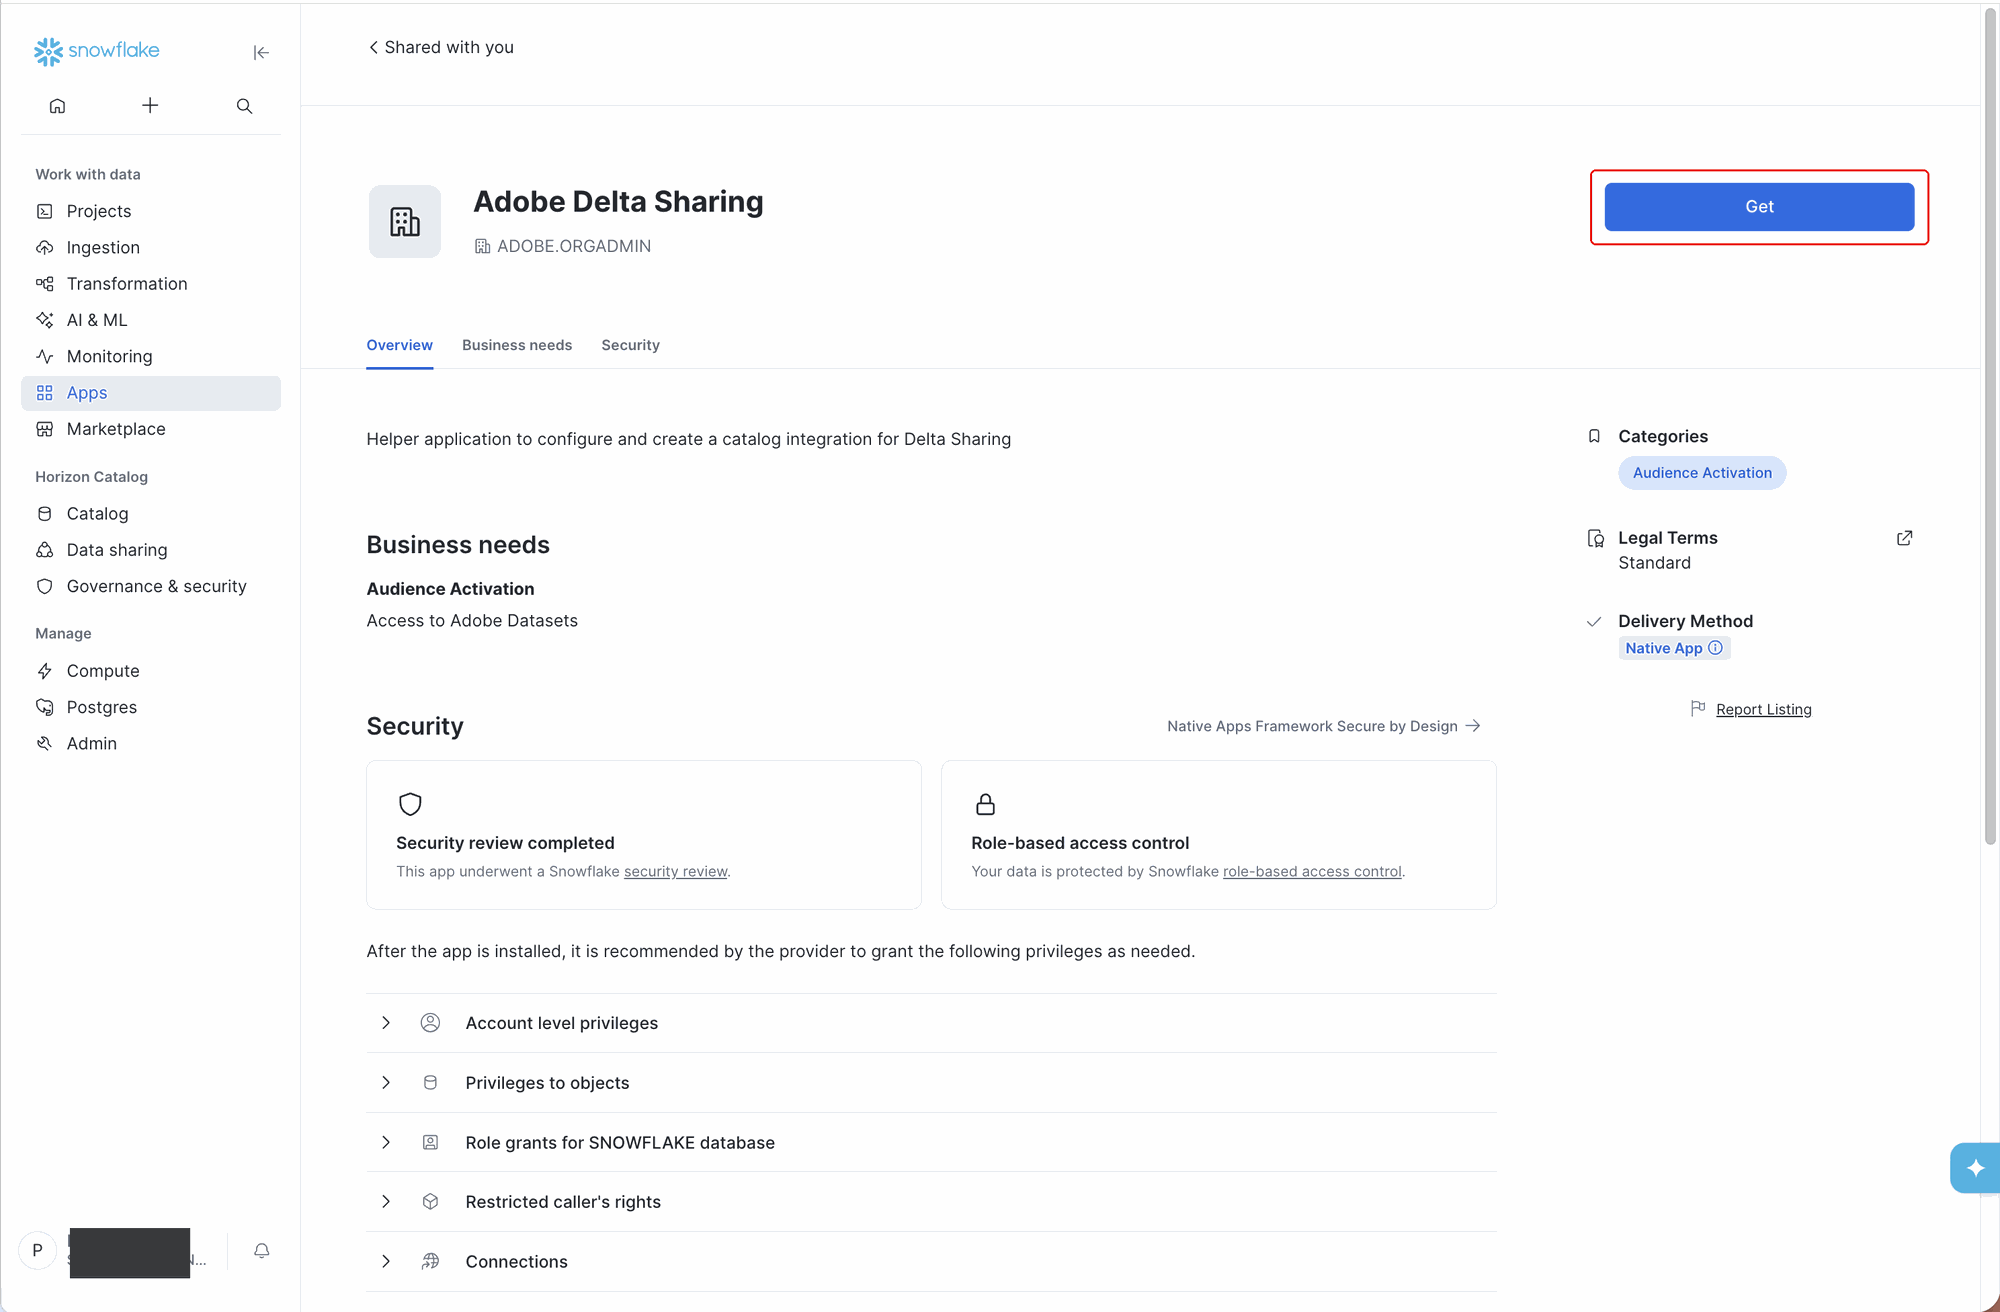 snowflake
Work with data
Projects
Ingestion
Transformation
AI & ML
Monitoring
Apps
Marketplace
Horizon Catalog
Catalog
Data sharing
Governance & security
Manage
Compute
Postgres
Admin
P
Shared with you
Adobe Delta Sharing
ADOBE.ORGADMIN
Get
Overview Business needs Security
Helper application to configure and create a catalog integration for Delta Sharing
Business needs
Audience Activation
Access to Adobe Datasets
Security
Native Apps Framework Secure by Design
Security review completed
This app underwent a Snowflake security review.
Role-based access control
Your data is protected by Snowflake role-based access control.
After the app is installed, it is recommended by the provider to grant the following privileges as needed.
Account level privileges
Privileges to objects
Role grants for SNOWFLAKE database
Restricted caller's rights
Connections
Categories
Audience Activation
Legal Terms
Standard
Delivery Method
Native App
Report Listing